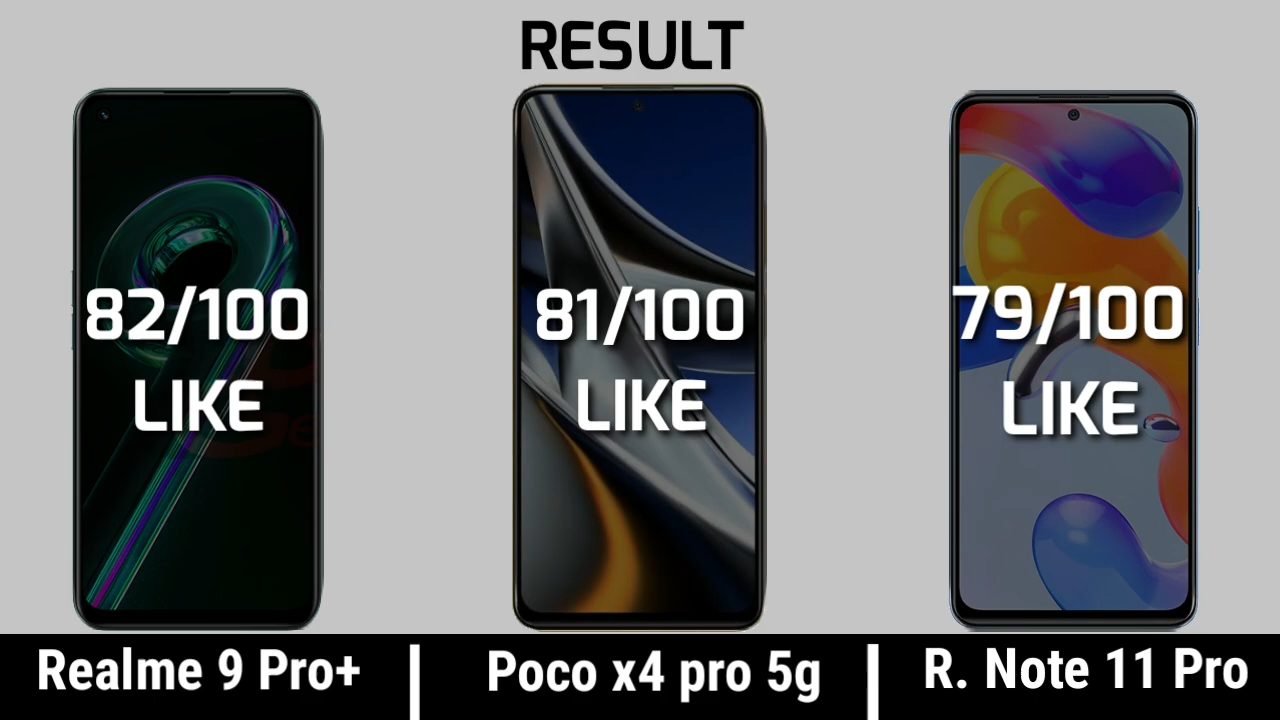 RESULT
82/100
LIKE
81/100
LIKE
79/100
LIKE
Realme 9 Pro+
Poco x4 pro 5g
R. Note 11 Pro